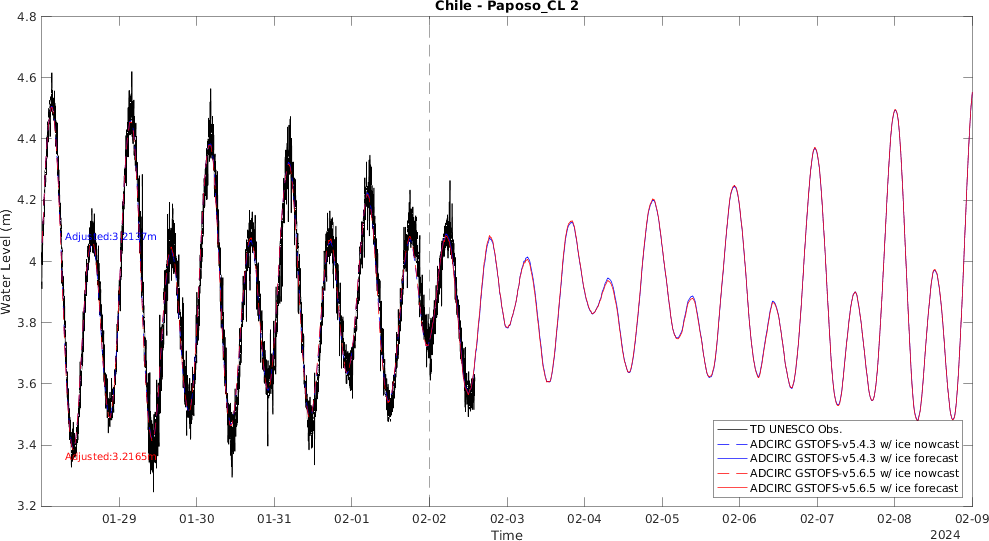 Chile - Paposo_CL 2
4.8
4.6
4.4
4.2
4
3.8
3.6
3.4
3.2
Water Level (m)
Adjusted:3.2137m
Adjusted:3.2165m
TD UNESCO Obs.
ADCIRC GSTOFS-v5.4.3 w/ ice nowcast
ADCIRC GSTOFS-v5.4.3 w/ ice forecast
ADCIRC GSTOFS-v5.6.5 w/ ice nowcast
ADCIRC GSTOFS-v5.6.5 w/ ice forecast
01-29 01-30 01-31 02-01 02-02 02-03 02-04 02-05 02-06 02-07 02-08 02-09
Time
2024